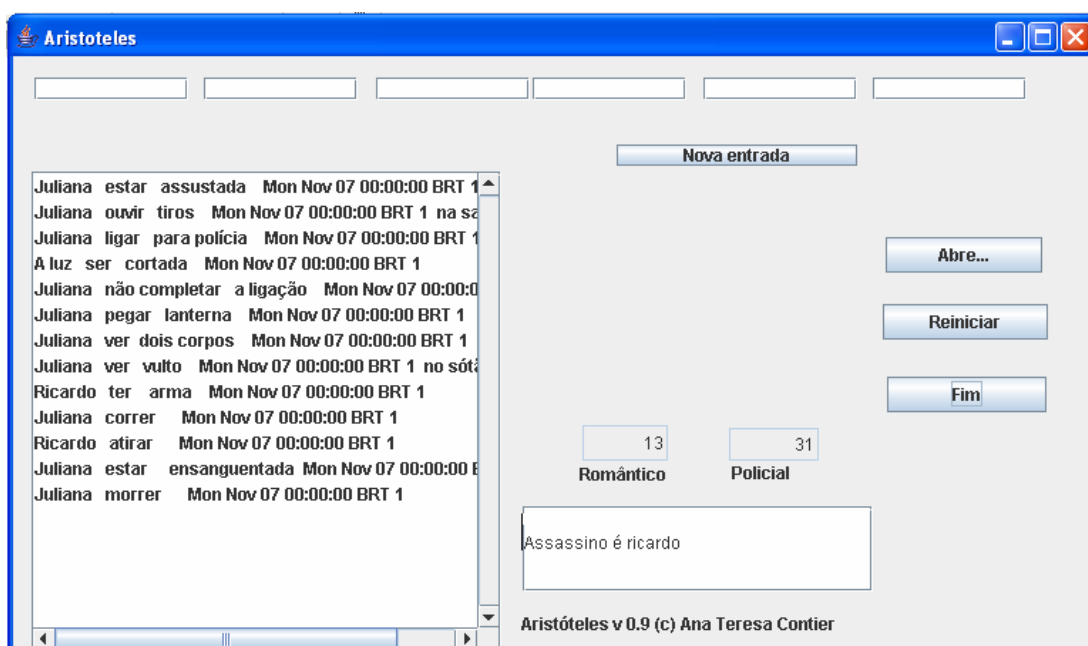 Aristoteles
Nova entrada
Juliana estar assustada Mon Nov 07 00:00:00 BRT 1
Juliana ouvir tiros Mon Nov 07 00:00:00 BRT 1 na
Juliana ligar para polícia Mon Nov 07 00:00:00 BRT 1
A luz ser cortada Mon Nov 07 00:00:00 BRT 1
Juliana não completar a ligação Mon Nov 07 00:00:0
Juliana pegar lanterna Mon Nov 07 00:00:00 BRT 1
Juliana ver dois corpos Mon Nov 07 00:00:00 BRT 1
Juliana ver vulto Mon Nov 07 00:00:00 BRT 1 no
Ricardo ter arma Mon Nov 07 00:00:00 BRT 1
Juliana correr Mon Nov 07 00:00:00 BRT 1
Ricardo atirar Mon Nov 07 00:00:00 BRT 1
Juliana estar ensanguentada Mon Nov 07 00:00:00
Juliana morrer Mon Nov 07 00:00:00 BRT 1
Abre...
Reiniciar
Fim
13 31
Romântico Policial
Assassino é ricardo
Aristóteles v 0.9 (c) Ana Teresa Contier